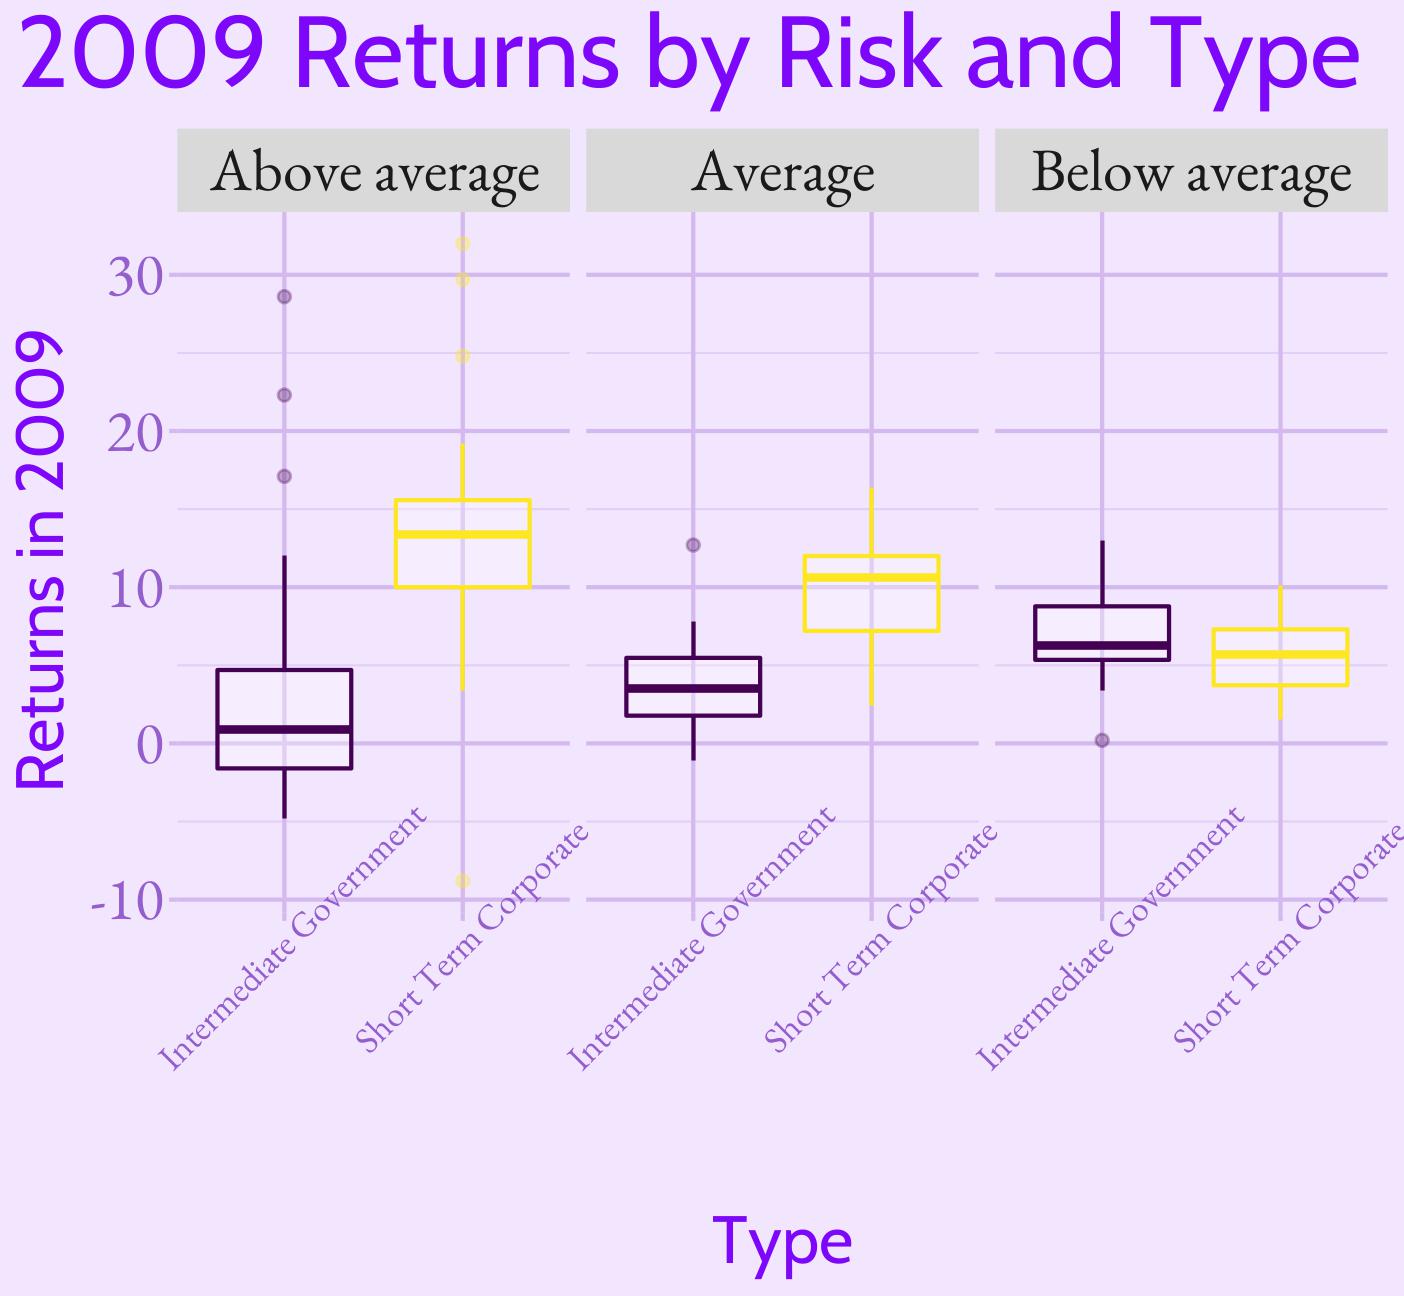 2009 Returns by Risk and Type
Above average
Average
Below average
Returns in 2009
30
20
10
0
-10
Intermediate Government
Short Term Corporate
Intermediate Government
Short Term Corporate
Intermediate Government
Short Term Corporate
Type